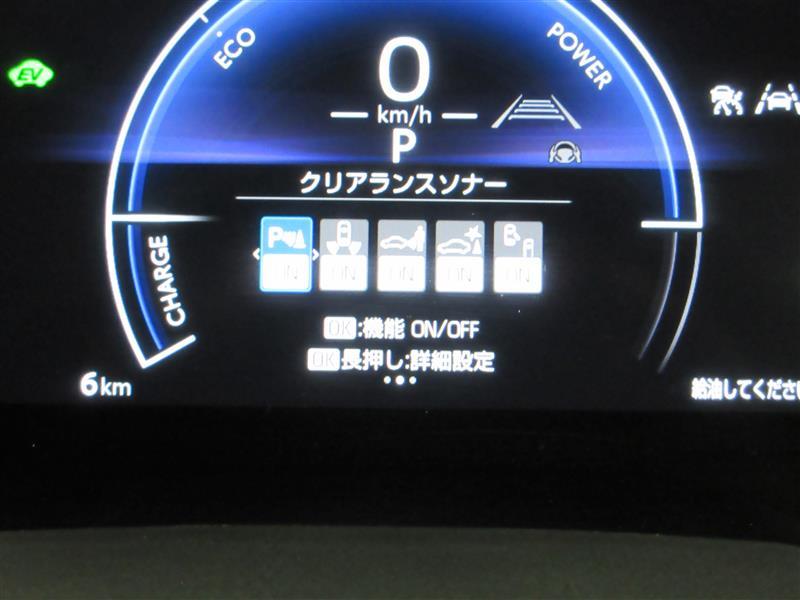 ECO
POWER
EV
0
km/h
P
クリアランスソナー
P
ON ON ON ON ON
CHARGE
OK:機能 ON/OFF
OK長押し:詳細設定
6km
給油してくださ